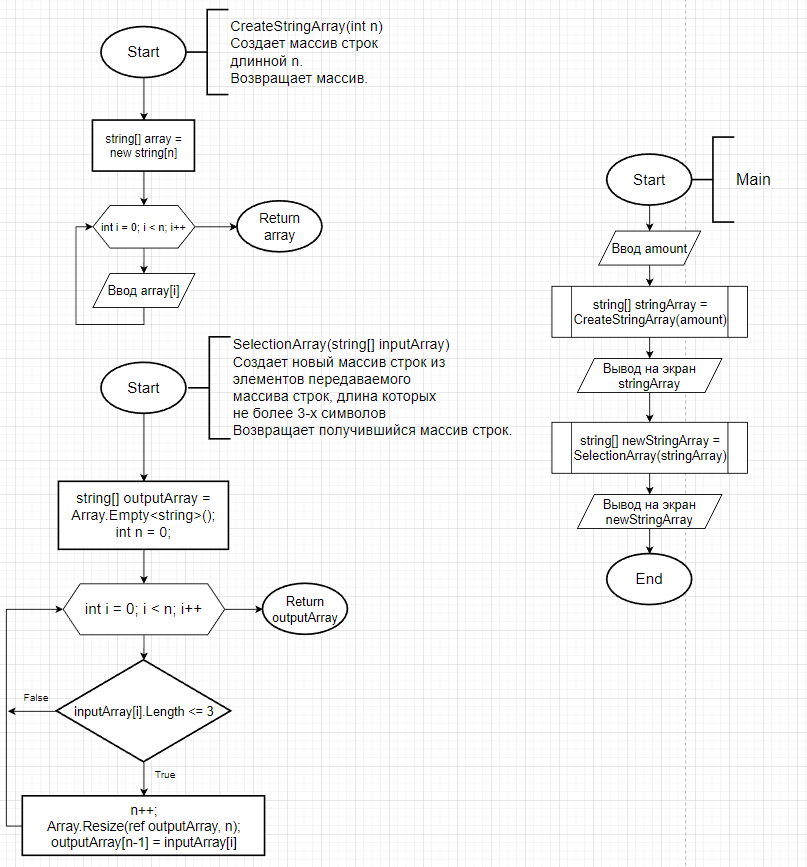 Start
CreateStringArray(int n)
Создает массив строк
длинной n.
Возвращает массив.
string[] array =
new string[n]
int i = 0; i < n; i++
Return
array
Ввод array[i]
Start
SelectionArray(string[] inputArray)
Создает новый массив строк из
элементов передаваемого
массива строк, длина которых
не более 3-х символов
Возвращает получившийся массив строк.
string[] outputArray =
Array.Empty<string>();
int n = 0;
int i = 0; i < n; i++
Return
outputArray
False
inputArray[i].Length <= 3
True
n++;
Array.Resize(ref outputArray, n);
outputArray[n-1] = inputArray[i]
Start
Main
Ввод amount
string[] stringArray =
CreateStringArray(amount)
Вывод на экран
stringArray
string[] newStringArray =
SelectionArray(stringArray)
Вывод на экран
newStringArray
End